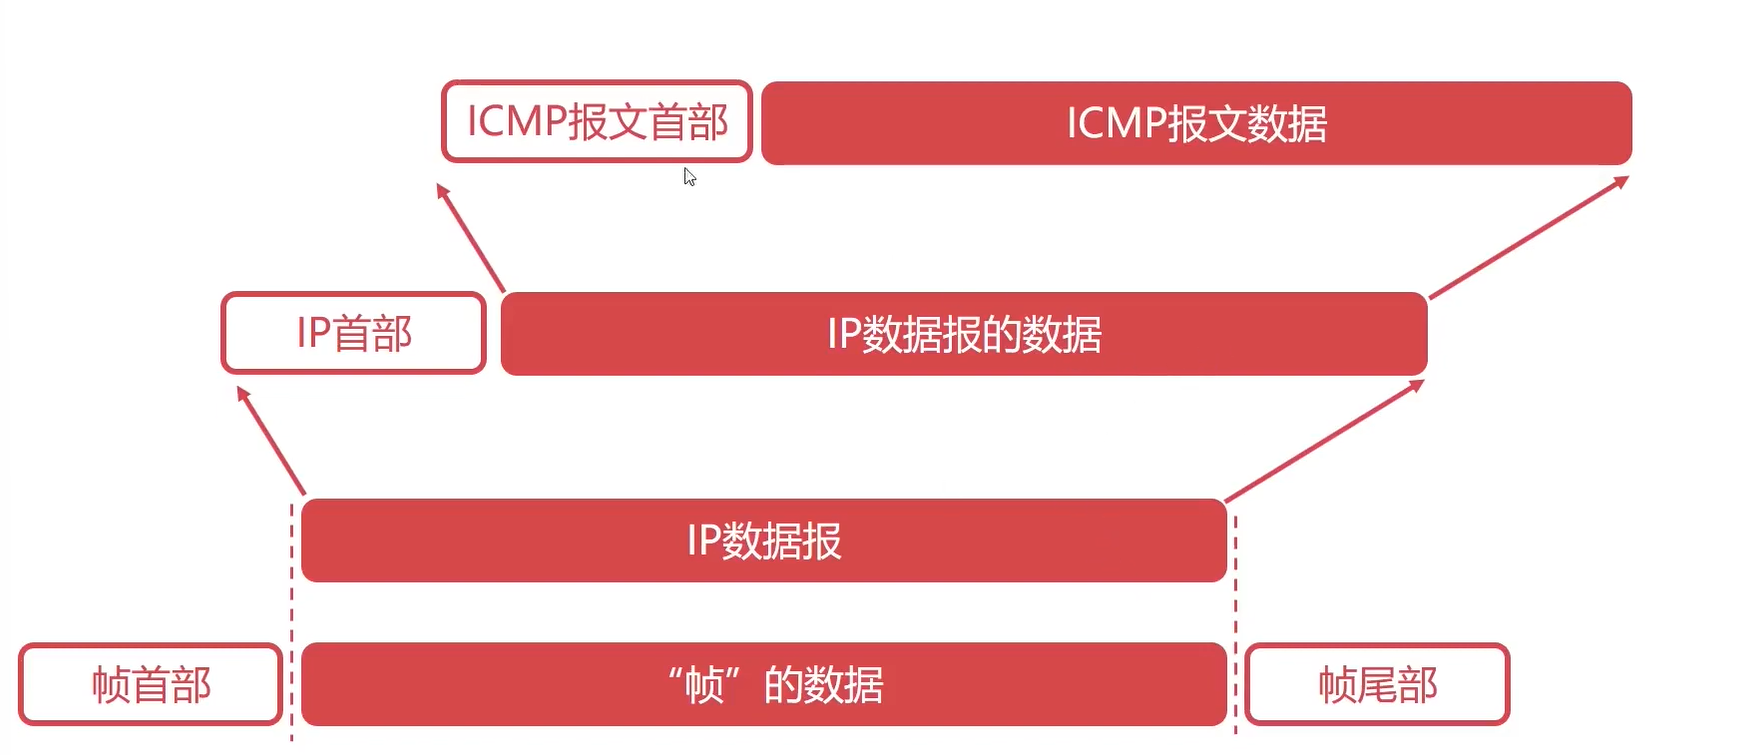 ICMP报文首部
ICMP报文数据
IP首部
IP数据报的数据
IP数据报
帧首部
“帧”的数据
帧尾部